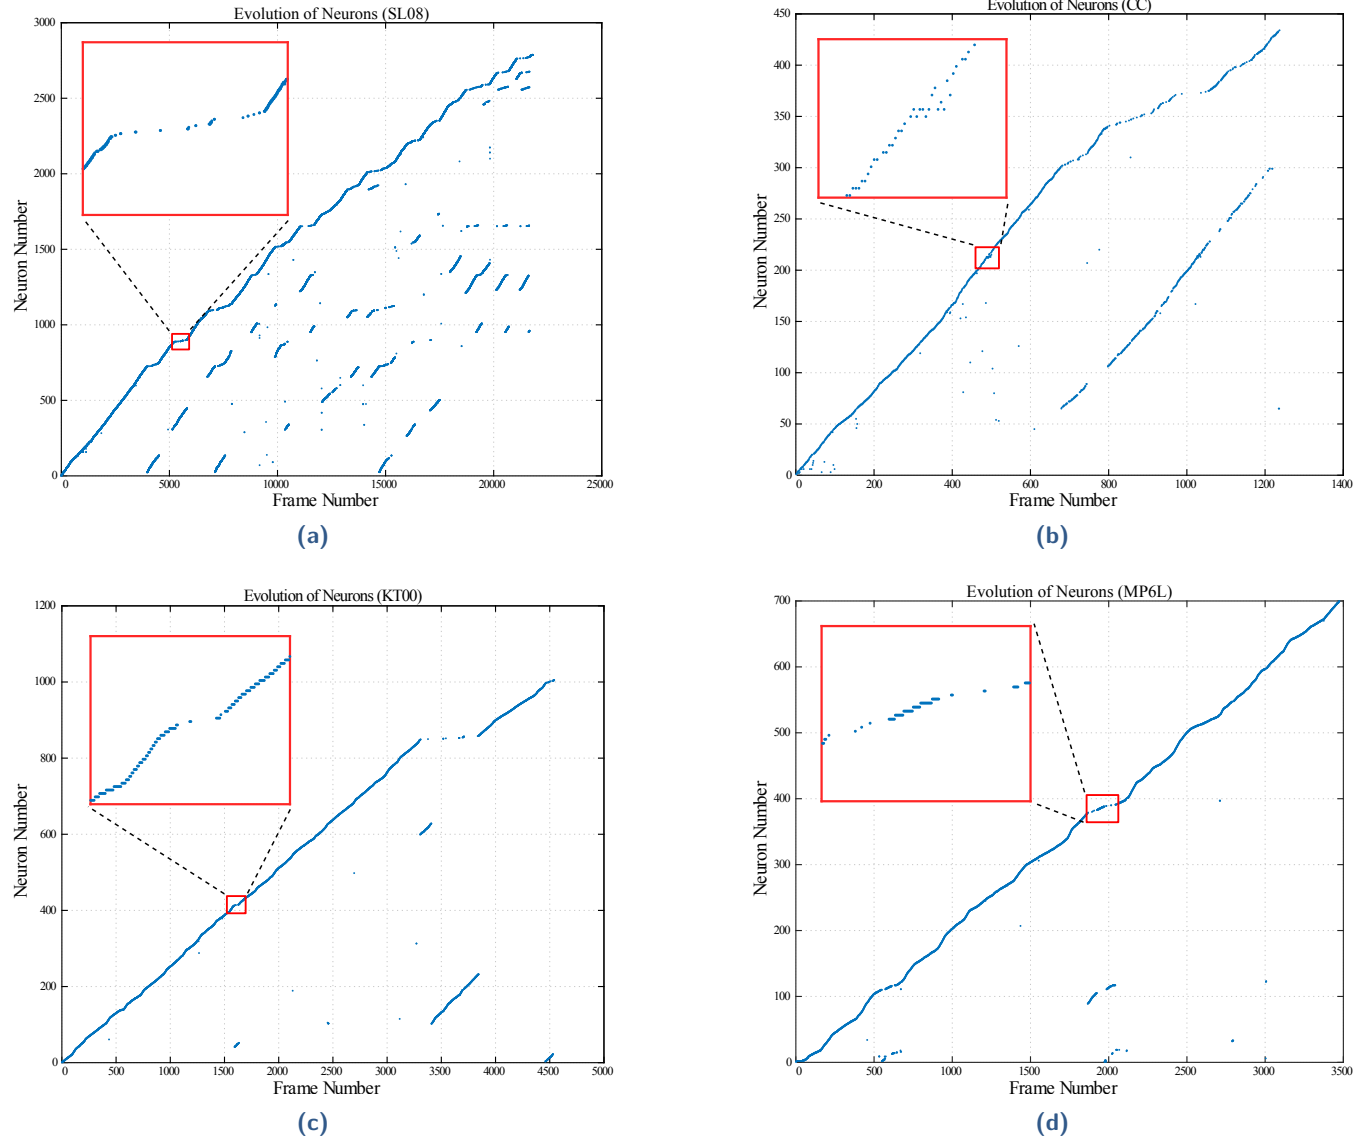 Evolution of Neurons (SL08)
3000
2500
2000
1500
1000
500
0
Neuron Number
0 5000 10000 15000 20000 25000
Frame Number
(a)
Evolution of Neurons (CC)
450
400
350
300
250
200
150
100
50
0
Neuron Number
0 200 400 600 800 1000 1200 1400
Frame Number
(b)
Evolution of Neurons (KT00)
1200
1000
800
600
400
200
0
Neuron Number
0 500 1000 1500 2000 2500 3000 3500 4000 4500 5000
Frame Number
(c)
Evolution of Neurons (MP6L)
700
600
500
400
300
200
100
0
Neuron Number
0 500 1000 1500 2000 2500 3000 3500
Frame Number
(d)